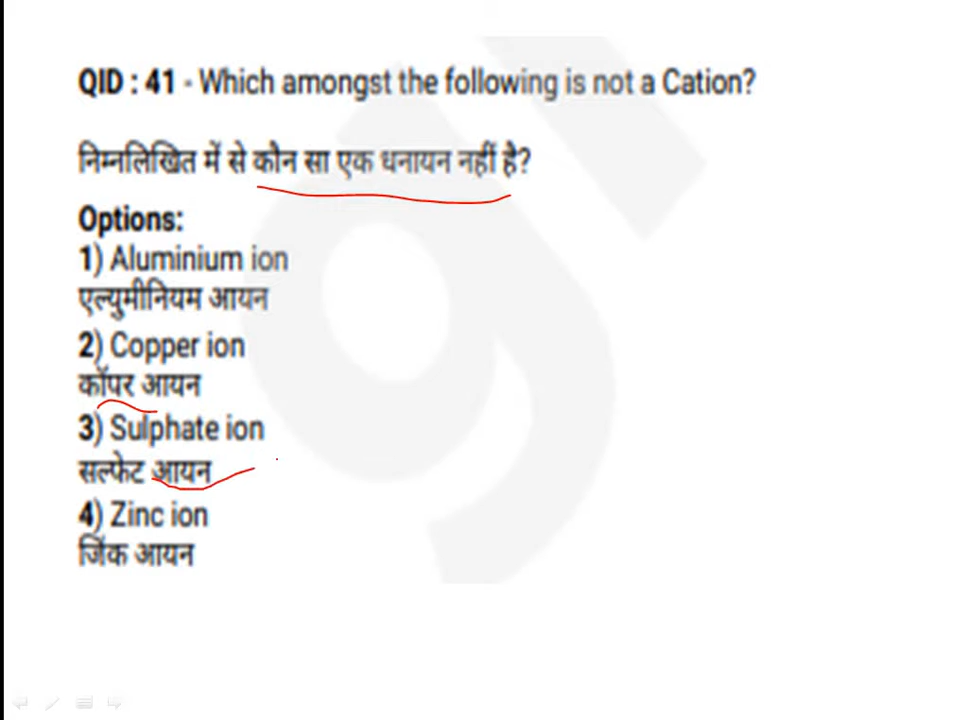 QID : 41 - Which amongst the following is not a Cation?
निम्नलिखित में से कौन सा एक धनायन नहीं है?
Options:
1) Aluminium ion
एल्युमीनियम आयन
2) Copper ion
कॉपर आयन
3) Sulphate ion
सल्फेट आयन
4) Zinc ion
जिंक आयन